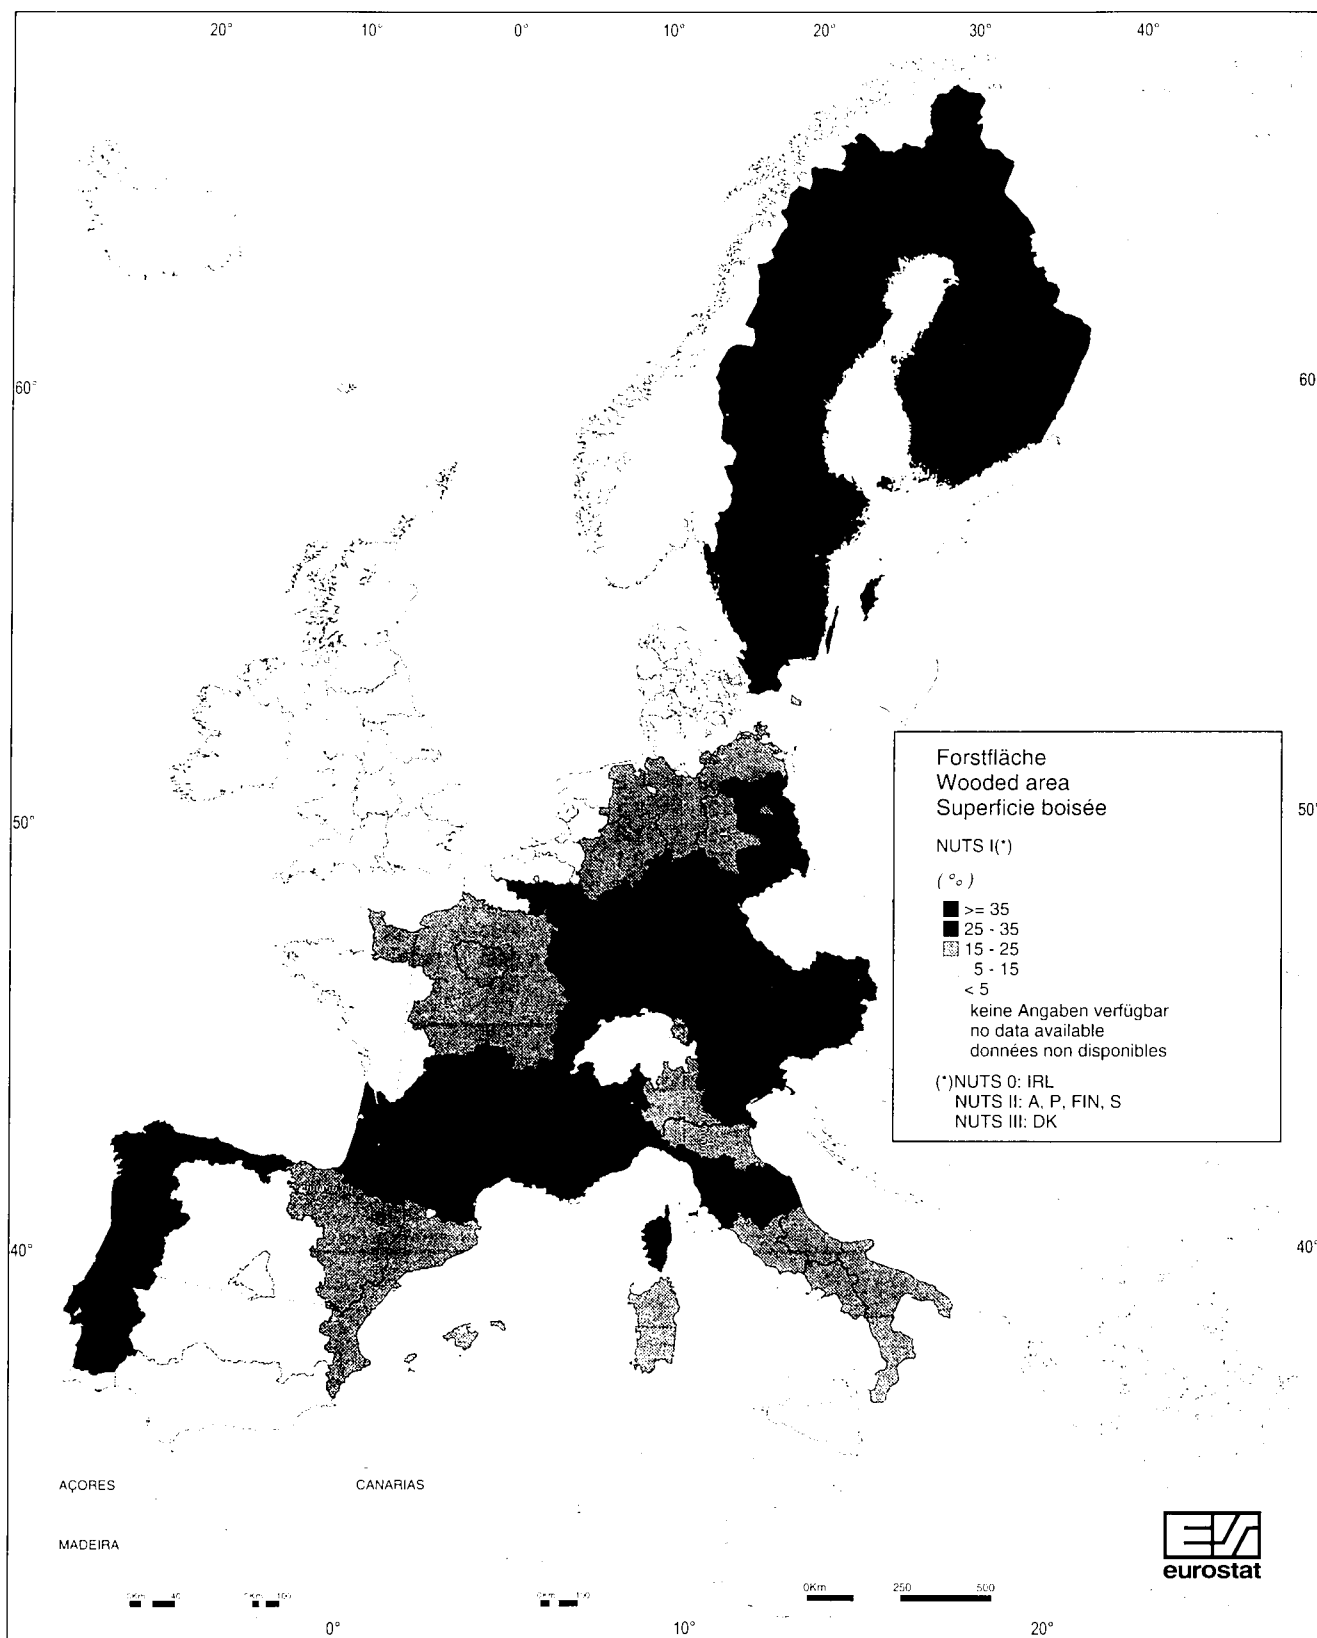 20° 10° 0° 10° 20° 30° 40°
60° 60°
50° 50°
40° 40°
Forstfläche
Wooded area
Superficie boisée
NUTS I(*)
(%)
>= 35
25 - 35
15 - 25
5 - 15
< 5
keine Angaben verfügbar
no data available
données non disponibles
(*)NUTS 0: IRL
NUTS II: A, P, FIN, S
NUTS III: DK
AÇORES CANARIAS
MADEIRA
eurostat
0Km 250 500
0° 10° 20°